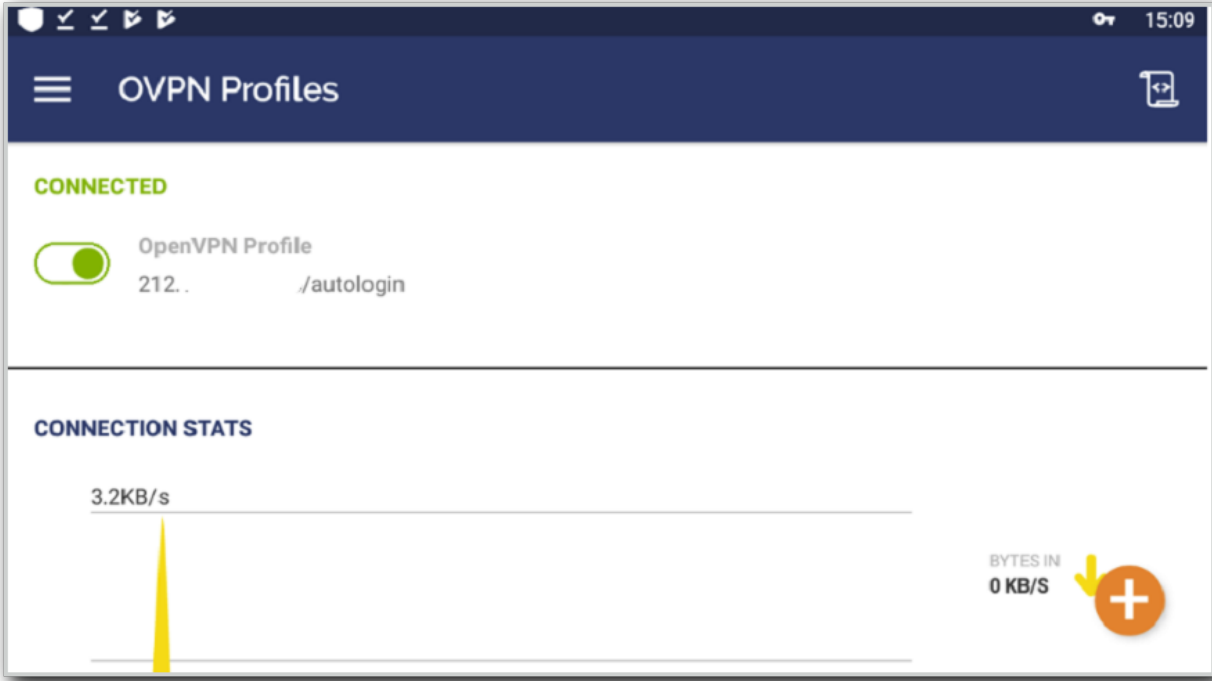 15:09
OVPN Profiles
CONNECTED
OpenVPN Profile
212. . /autologin
CONNECTION STATS
3.2KB/s
BYTES IN
0 KB/S